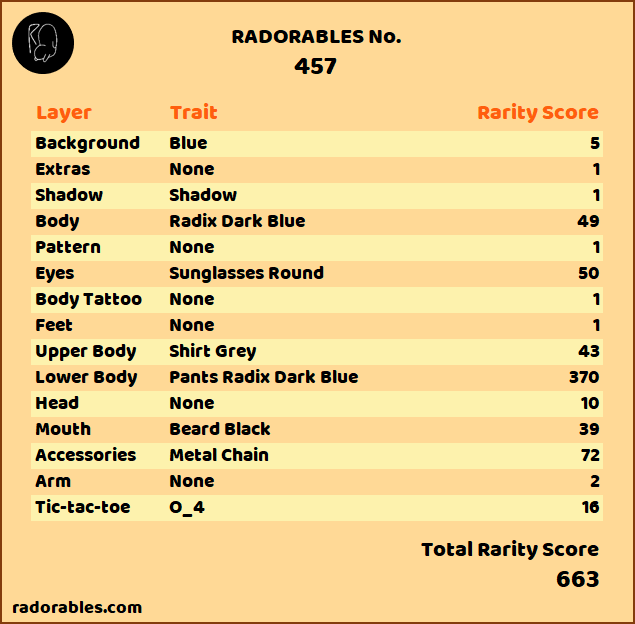 RADORABLES No.
457
Layer Trait Rarity Score
Background Blue 5
Extras None 1
Shadow Shadow 1
Body Radix Dark Blue 49
Pattern None 1
Eyes Sunglasses Round 50
Body Tattoo None 1
Feet None 1
Upper Body Shirt Grey 43
Lower Body Pants Radix Dark Blue 370
Head None 10
Mouth Beard Black 39
Accessories Metal Chain 72
Arm None 2
Tic-tac-toe O_4 16
Total Rarity Score
663
radorables.com